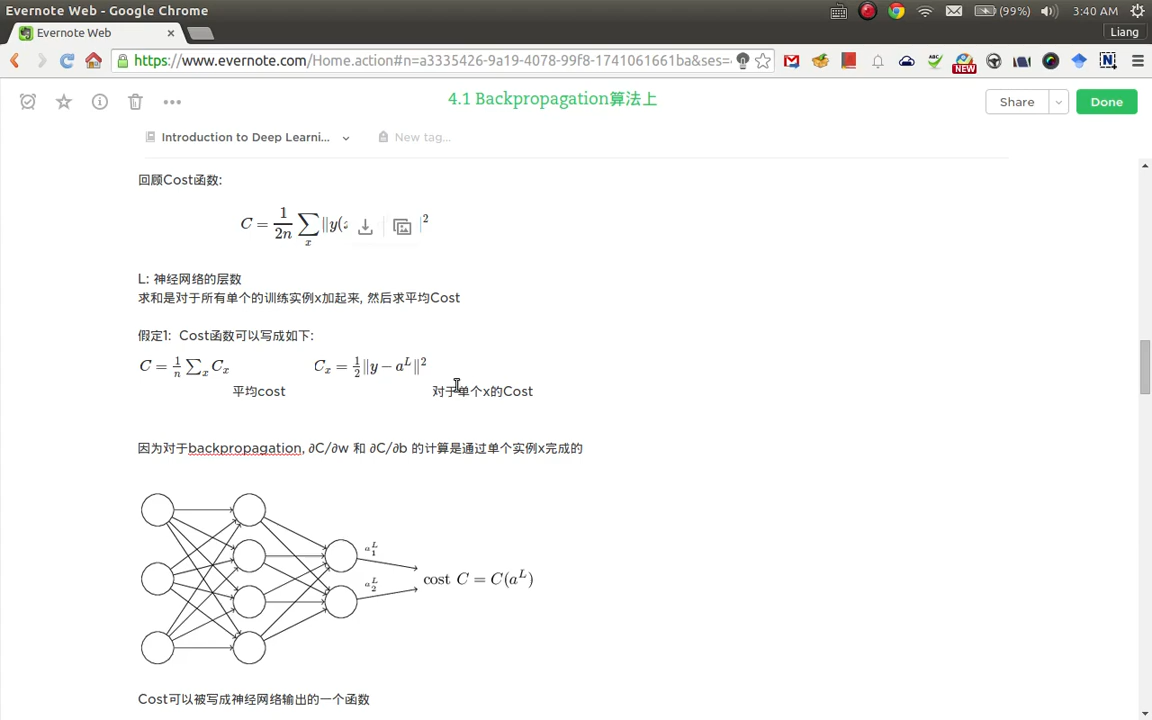 Evernote Web - Google Chrome
(99%) 3:40 AM
Evernote Web × Liang
https://www.evernote.com/Home.action#n=a3335426-9a19-4078-99f8-1741061661ba&ses=
NEW
4.1 Backpropagation算法上
Share Done
Introduction to Deep Learni... New tag...
回顾Cost函数:
C = 1/2n ∑x ‖y( |²
L: 神经网络的层数
求和是对于所有单个的训练实例x加起来, 然后求平均Cost
假定1: Cost函数可以写成如下:
C = 1/n ∑x Cx Cx = 1/2 ‖y − a^L‖²
平均cost 对于单个x的Cost
因为对于backpropagation, ∂C/∂w 和 ∂C/∂b 的计算是通过单个实例x完成的
a₁^L
cost C = C(a^L)
a₂^L
Cost可以被写成神经网络输出的一个函数